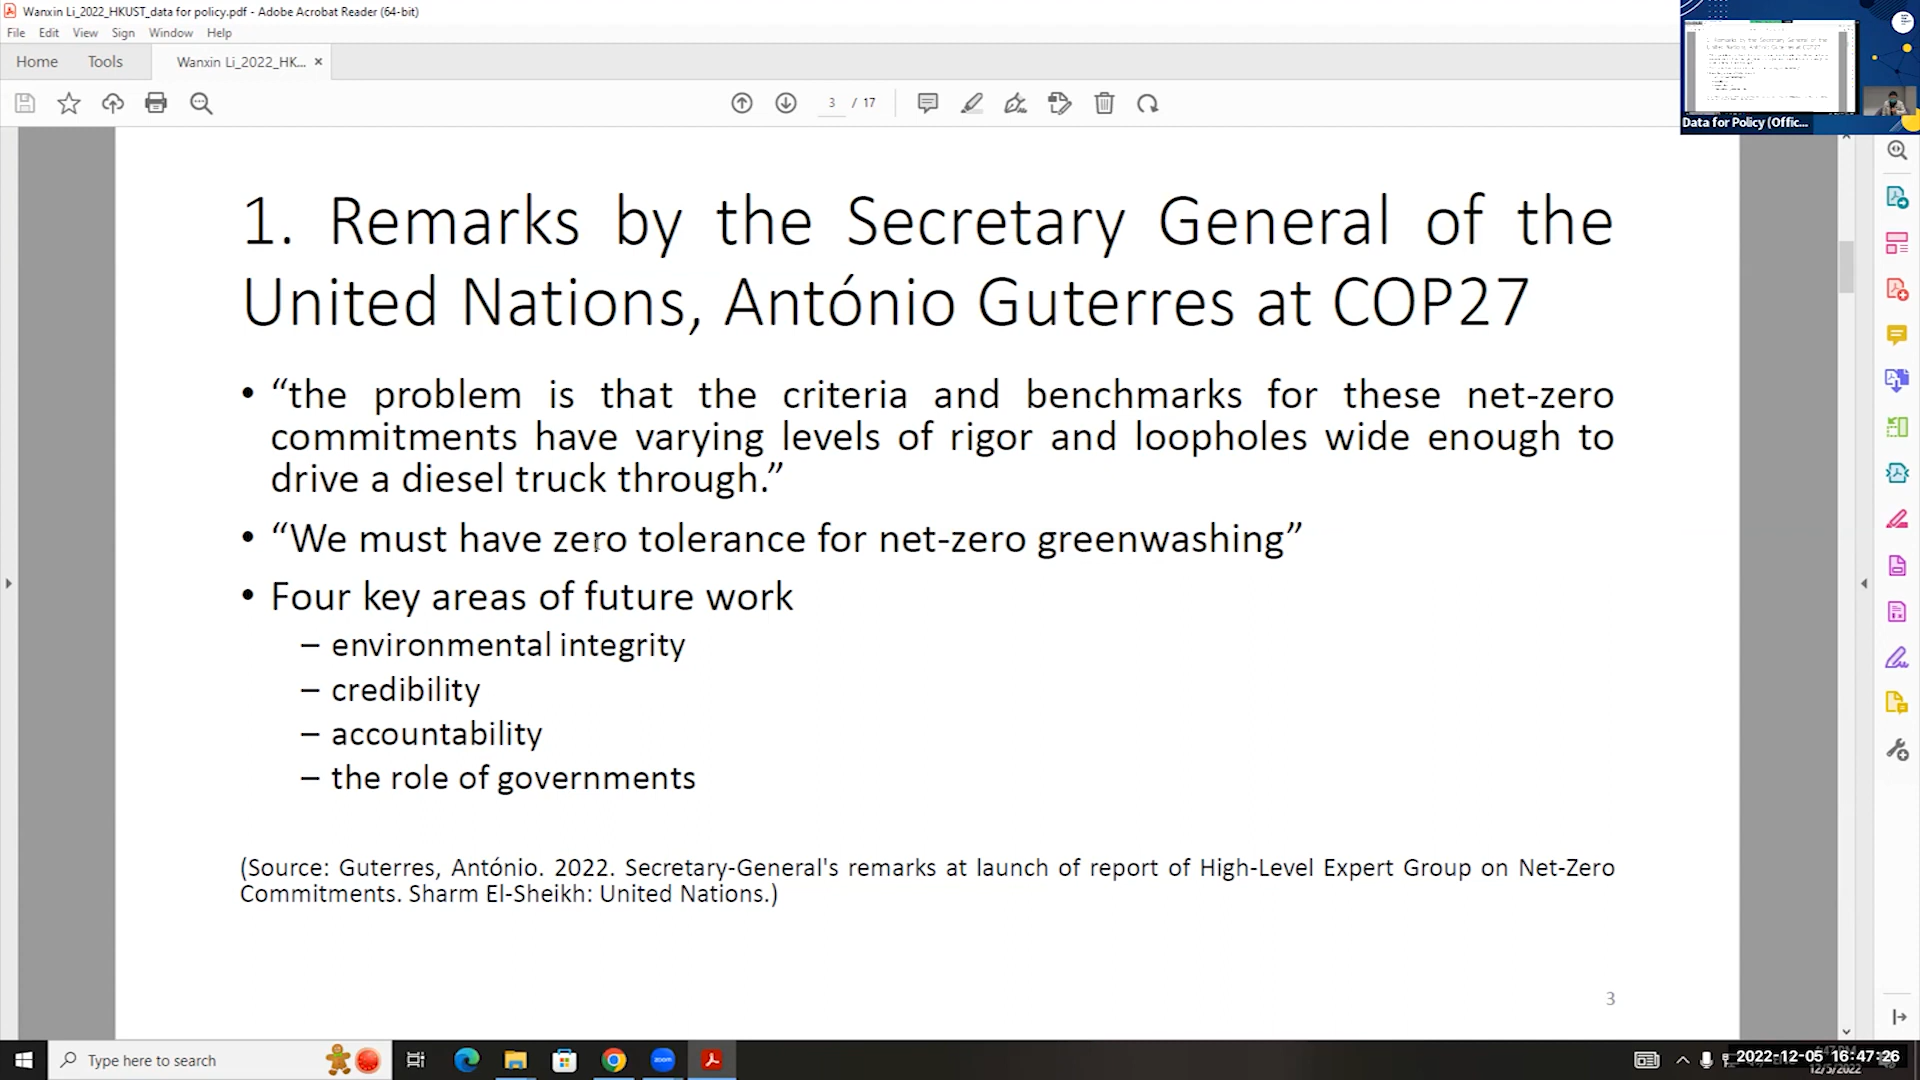 Wanxin Li_2022_HKUST_data for policy.pdf - Adobe Acrobat Reader (64-bit)
File Edit View Sign Window Help
Home Tools Wanxin Li_2022_HK... ×
3 / 17
Data for Policy (Offic...
1. Remarks by the Secretary General of the
United Nations, António Guterres at COP27
• “the problem is that the criteria and benchmarks for these net-zero
commitments have varying levels of rigor and loopholes wide enough to
drive a diesel truck through.”
• “We must have zero tolerance for net-zero greenwashing”
• Four key areas of future work
– environmental integrity
– credibility
– accountability
– the role of governments
(Source: Guterres, António. 2022. Secretary-General's remarks at launch of report of High-Level Expert Group on Net-Zero
Commitments. Sharm El-Sheikh: United Nations.)
3
Type here to search
zoom
2022-12-05 16:47:26
12/5/2022